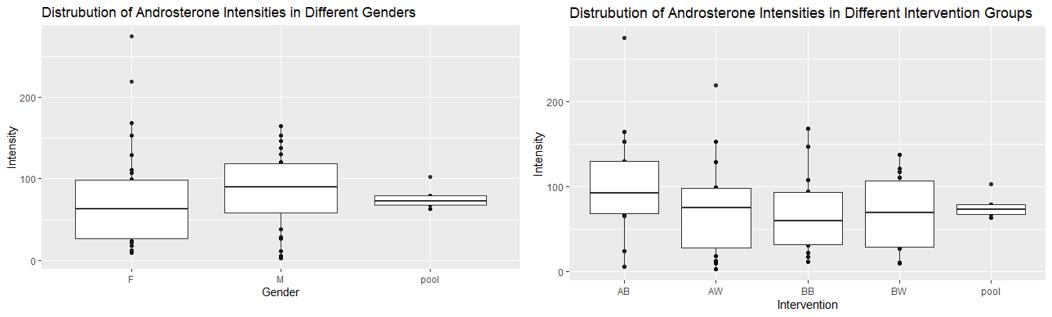 Distrubution of Androsterone Intensities in Different Genders
200
100
0
Intensity
F M pool
Gender
Distrubution of Androsterone Intensities in Different Intervention Groups
200
100
0
Intensity
AB AW BB BW pool
Intervention